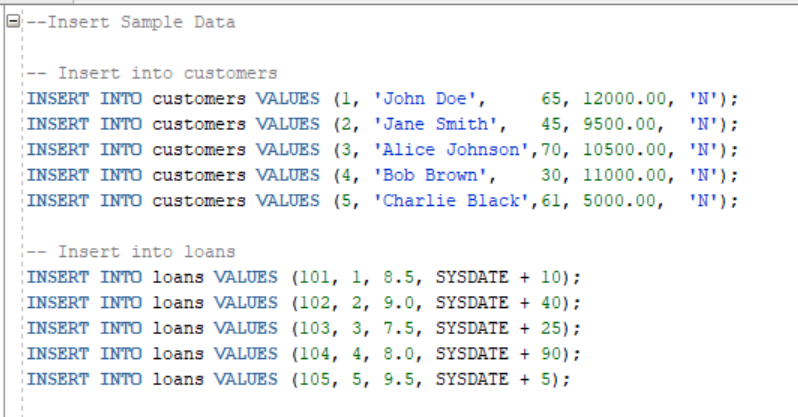 --Insert Sample Data
-- Insert into customers
INSERT INTO customers VALUES (1, 'John Doe',     65, 12000.00, 'N');
INSERT INTO customers VALUES (2, 'Jane Smith',   45, 9500.00,  'N');
INSERT INTO customers VALUES (3, 'Alice Johnson',70, 10500.00, 'N');
INSERT INTO customers VALUES (4, 'Bob Brown',    30, 11000.00, 'N');
INSERT INTO customers VALUES (5, 'Charlie Black',61, 5000.00,  'N');
-- Insert into loans
INSERT INTO loans VALUES (101, 1, 8.5, SYSDATE + 10);
INSERT INTO loans VALUES (102, 2, 9.0, SYSDATE + 40);
INSERT INTO loans VALUES (103, 3, 7.5, SYSDATE + 25);
INSERT INTO loans VALUES (104, 4, 8.0, SYSDATE + 90);
INSERT INTO loans VALUES (105, 5, 9.5, SYSDATE + 5);